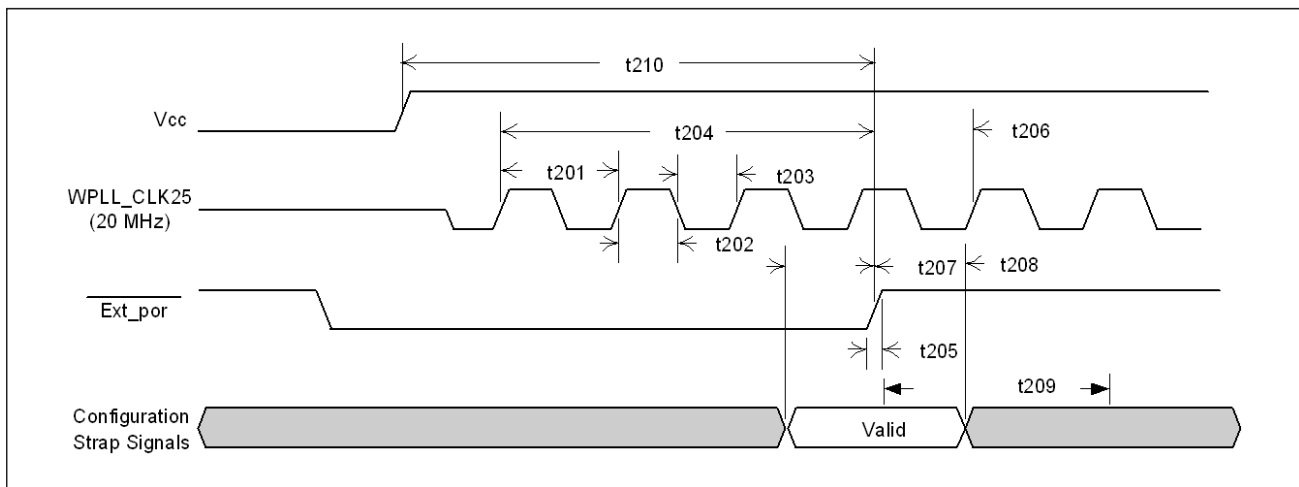 t210
Vcc
t204
t206
t201
t203
WPLL_CLK25
(20 MHz)
t202
t207
t208
Ext_por
t205
t209
Configuration
Strap Signals
Valid